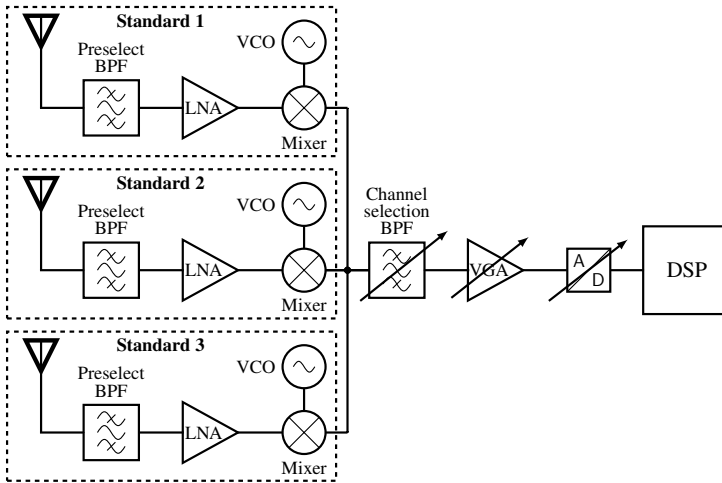 Standard 1
VCO
Preselect
BPF
LNA
Mixer
Standard 2
VCO
Preselect
BPF
LNA
Mixer
Channel
selection
BPF
VGA
A
D
DSP
Standard 3
VCO
Preselect
BPF
LNA
Mixer